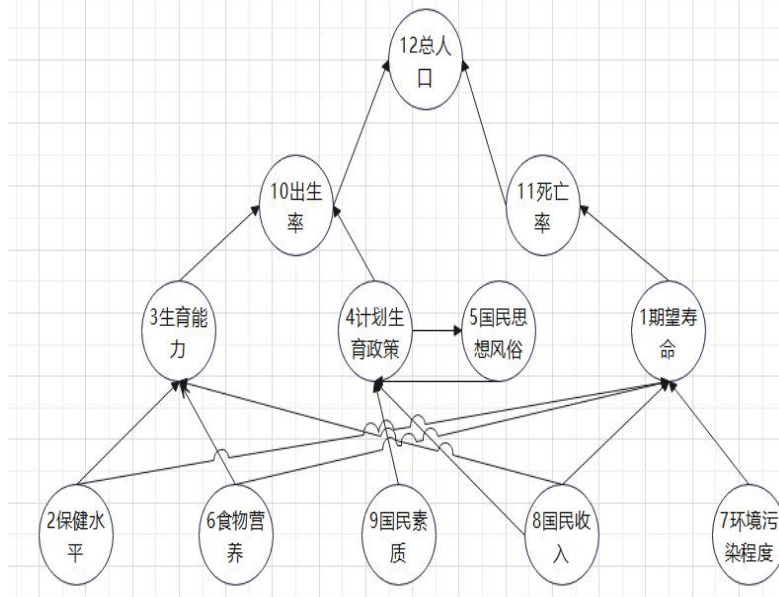 12总人
口
10出生
率
11死亡
率
3生育能
力
4计划生
育政策
5国民思
想风俗
1期望寿
命
2保健水
平
6食物营
养
9国民素
质
8国民收
入
7环境污
染程度